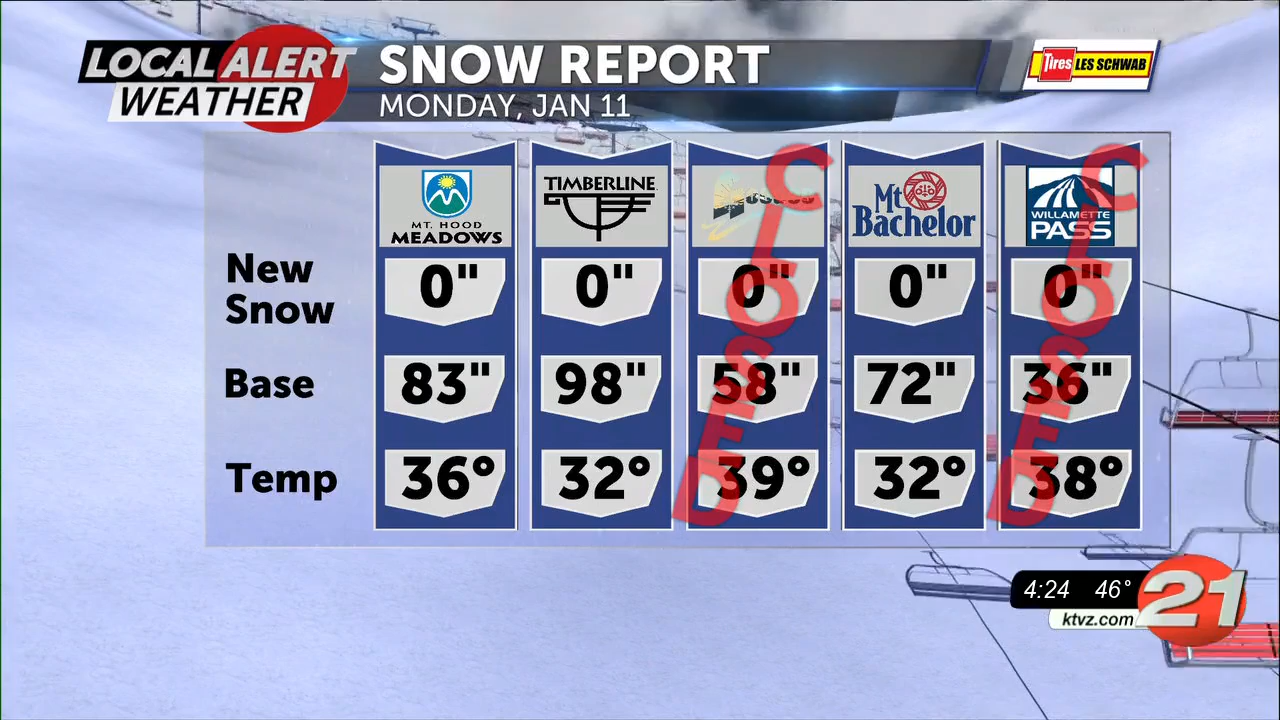 LOCAL ALERT
WEATHER
SNOW REPORT
MONDAY, JAN 11
Tires LES SCHWAB
MT. HOOD
MEADOWS
TIMBERLINE
Mt
Bachelor
WILLAMETTE
PASS
New
Snow
0" 0" 0" 0" 0"
Base 83" 98" 58" 72" 36"
Temp 36° 32° 39° 32° 38°
CLOSED
CLOSED
4:24 46°
ktvz.com
21